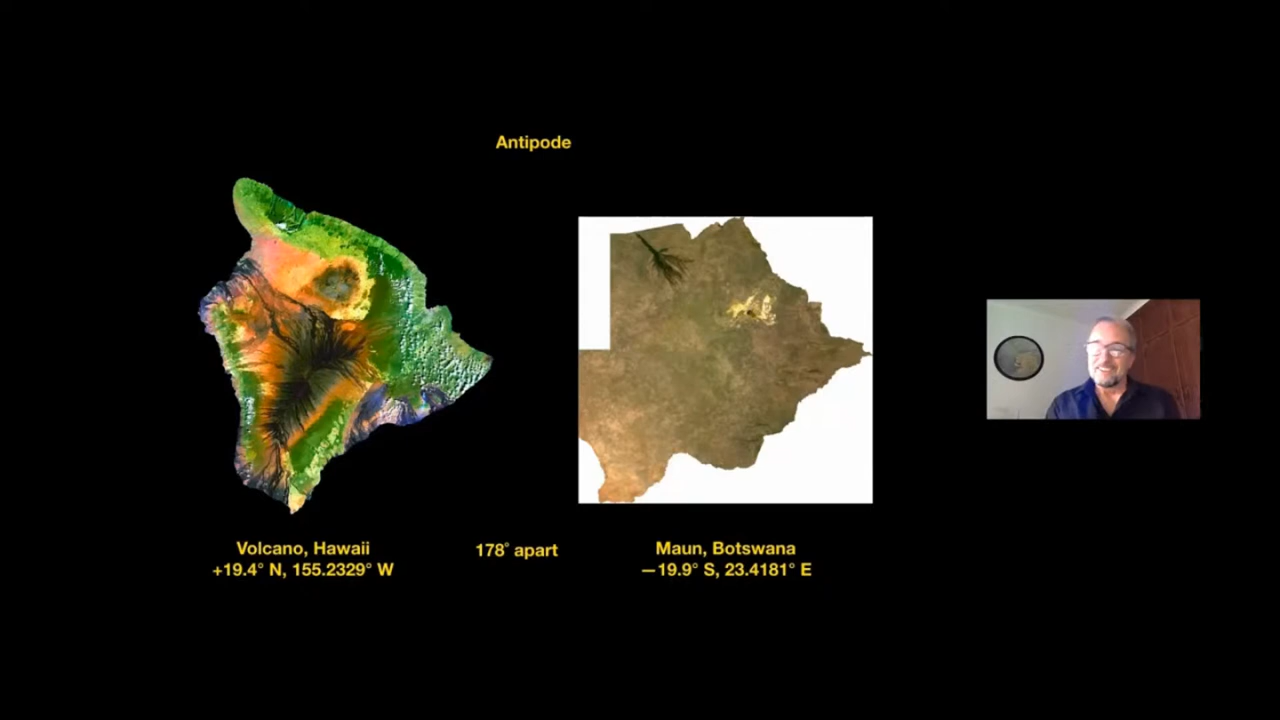 Antipode
Volcano, Hawaii
+19.4° N, 155.2329° W
178° apart
Maun, Botswana
—19.9° S, 23.4181° E